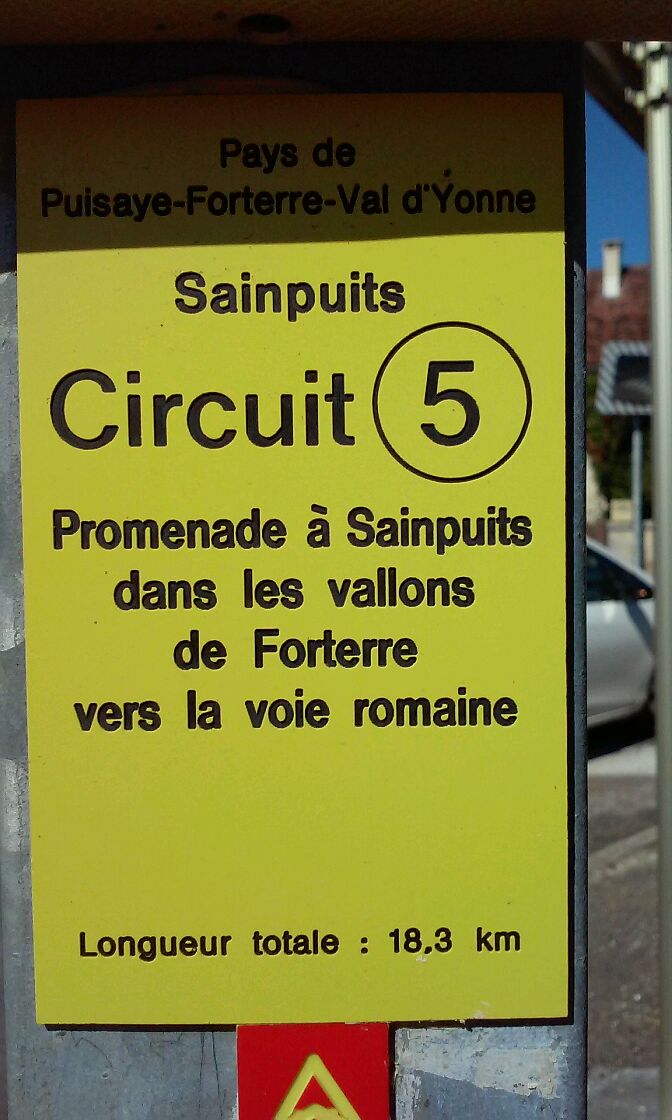 Pays de
Puisaye-Forterre-Val d'Yonne
Sainpuits
Circuit 5
Promenade à Sainpuits
dans les vallons
de Forterre
vers la voie romaine
Longueur totale : 18,3 km